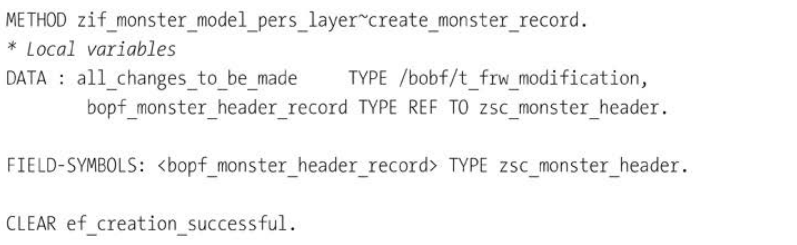 METHOD zif_monster_model_pers_layer~create_monster_record.
* Local variables
DATA : all_changes_to_be_made TYPE /bobf/t_frw_modification,
bopf_monster_header_record TYPE REF TO zsc_monster_header.
FIELD-SYMBOLS: <bopf_monster_header_record> TYPE zsc_monster_header.
CLEAR ef_creation_successful.